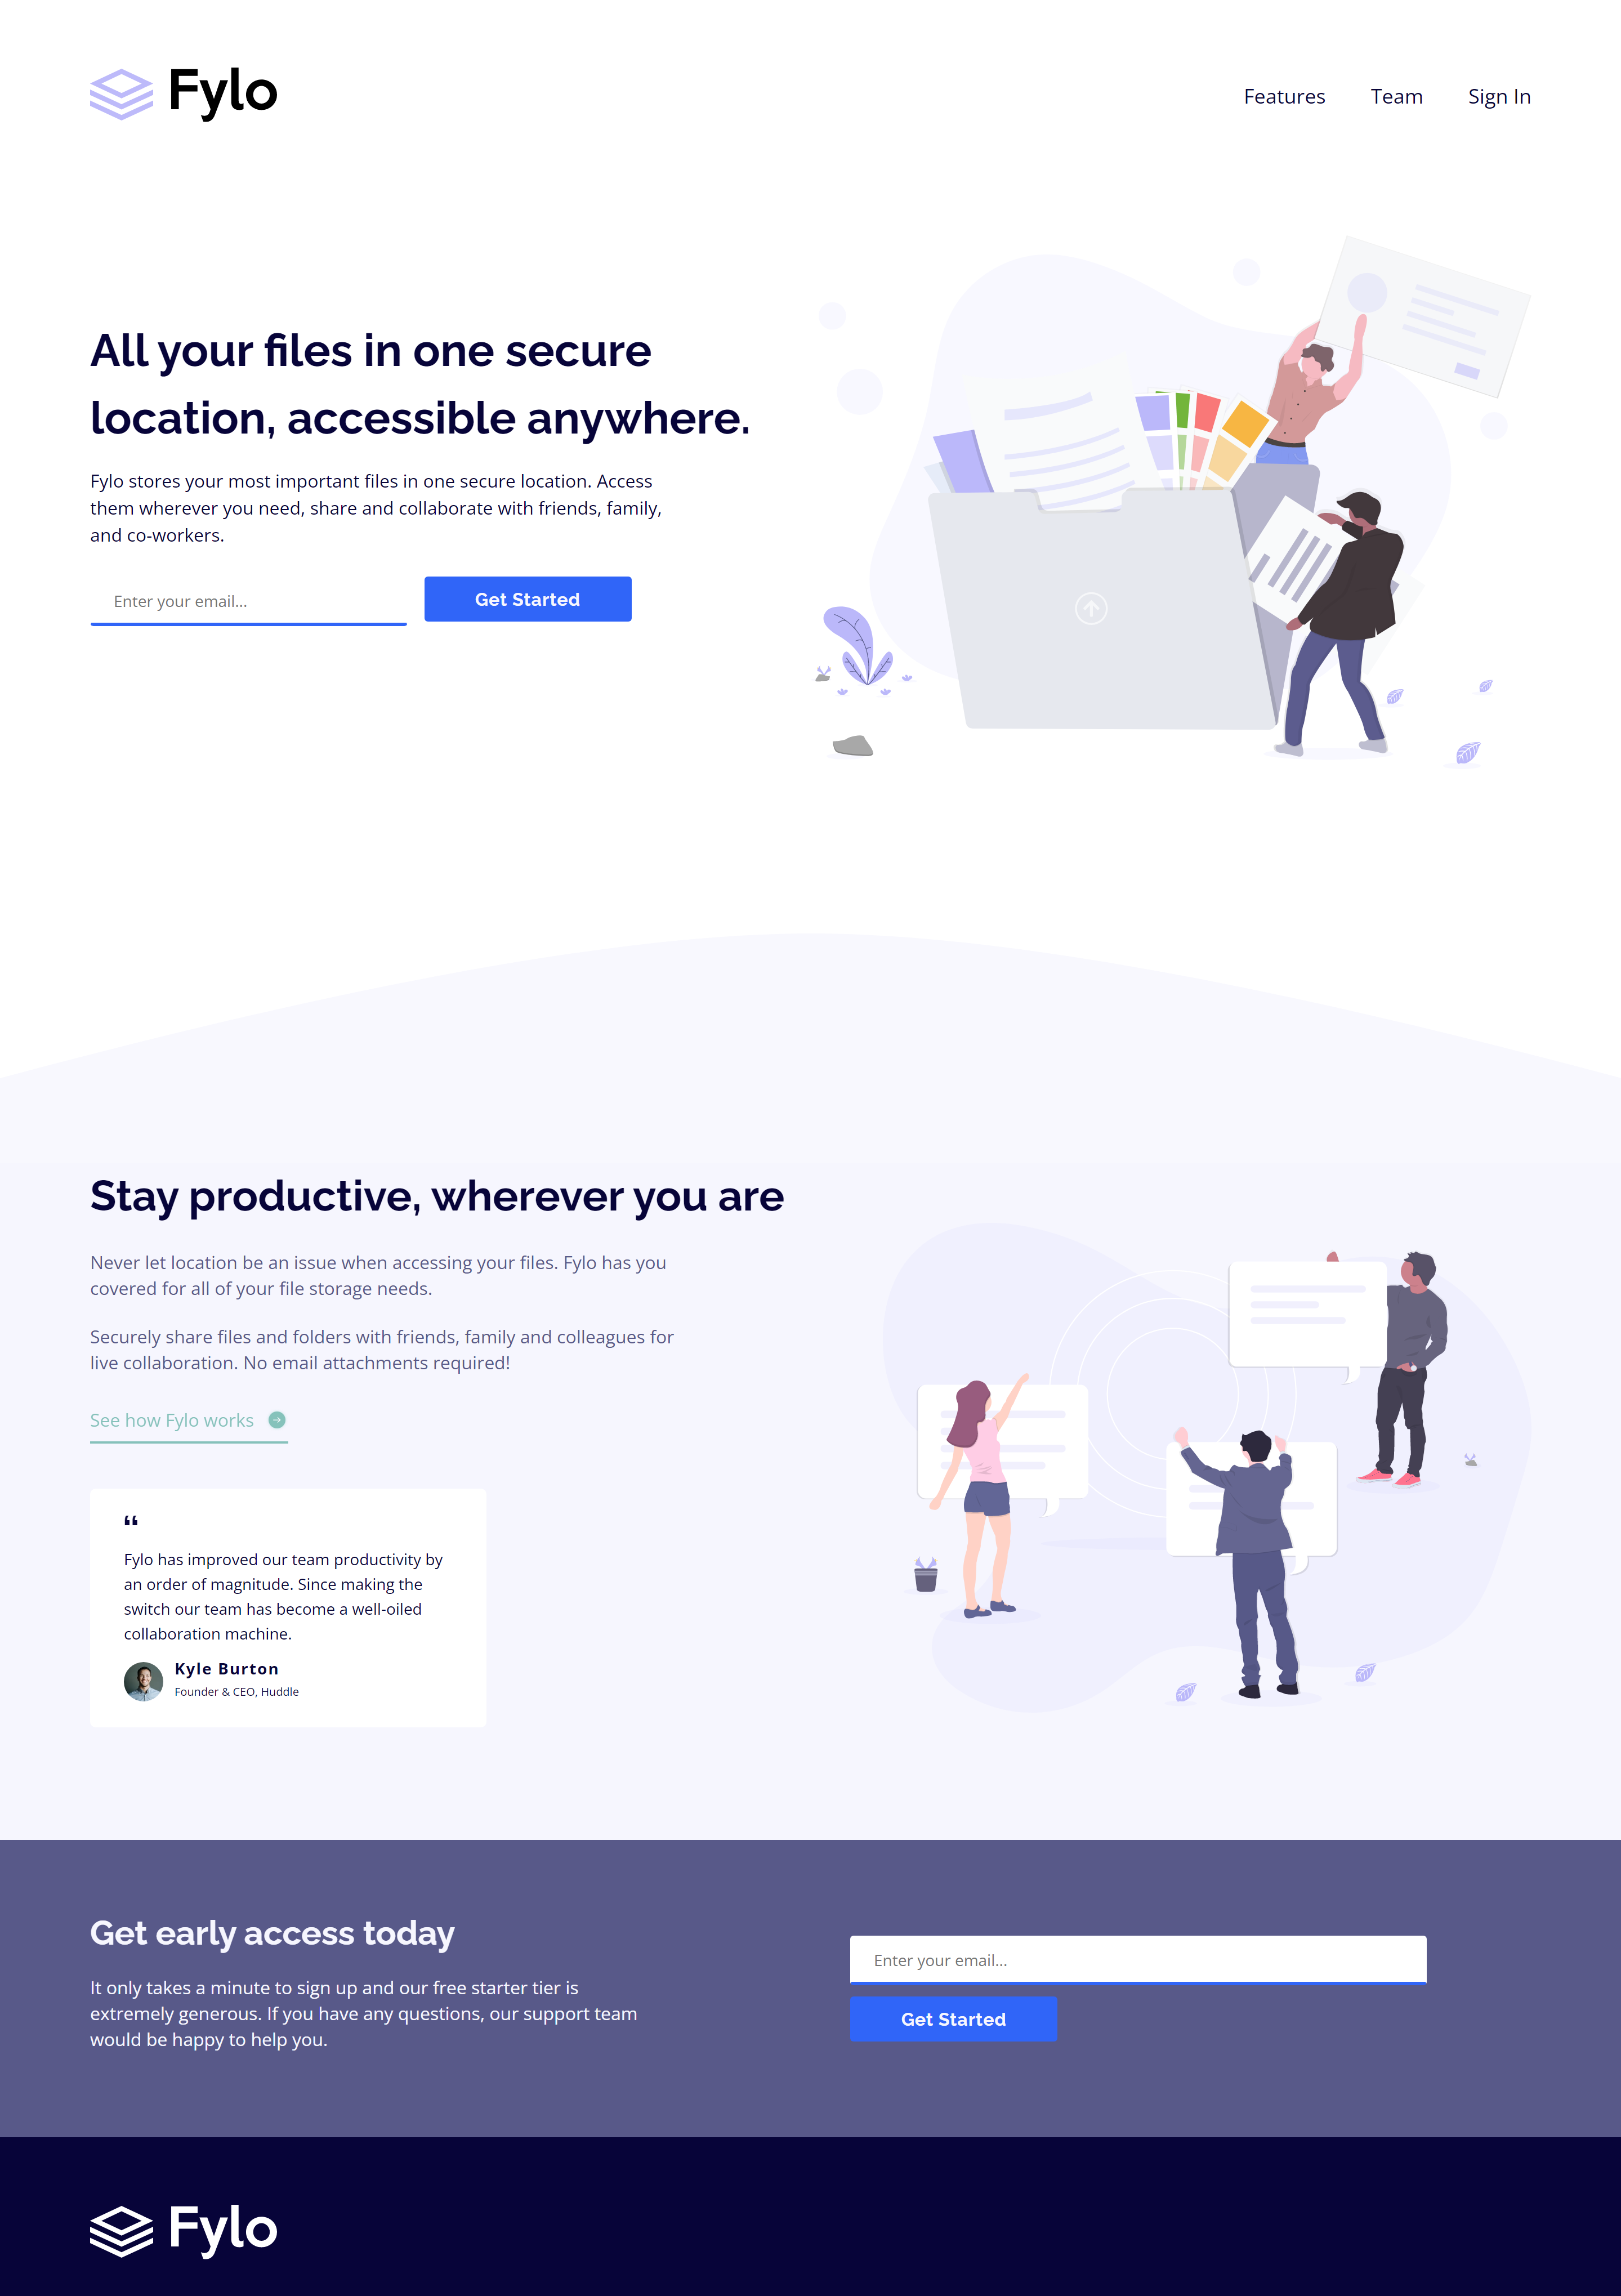 Fylo
Features Team Sign In
All your files in one secure
location, accessible anywhere.
Fylo stores your most important files in one secure location. Access
them wherever you need, share and collaborate with friends, family,
and co-workers.
Enter your email...
Get Started
Stay productive, wherever you are
Never let location be an issue when accessing your files. Fylo has you
covered for all of your file storage needs.
Securely share files and folders with friends, family and colleagues for
live collaboration. No email attachments required!
See how Fylo works
“
Fylo has improved our team productivity by
an order of magnitude. Since making the
switch our team has become a well-oiled
collaboration machine.
Kyle Burton
Founder & CEO, Huddle
Get early access today
It only takes a minute to sign up and our free starter tier is
extremely generous. If you have any questions, our support team
would be happy to help you.
Enter your email...
Get Started
Fylo